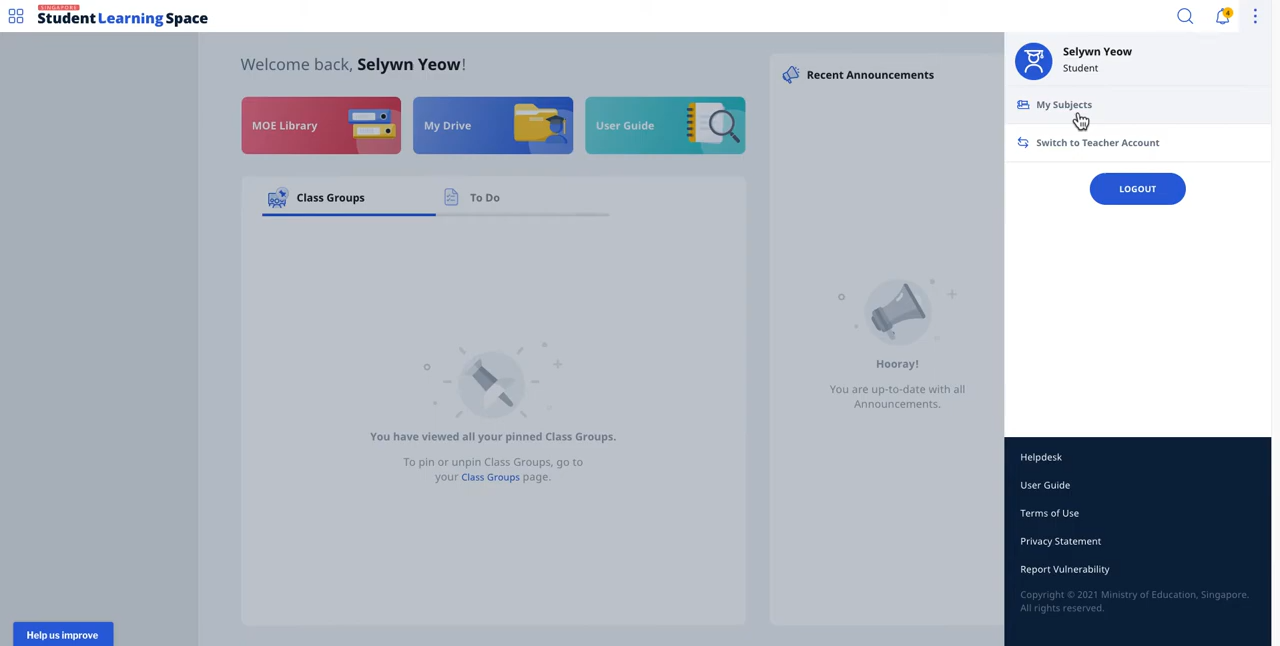 SINGAPORE
Student Learning Space
4
Welcome back, Selywn Yeow!
MOE Library
My Drive
User Guide
Class Groups
To Do
You have viewed all your pinned Class Groups.
To pin or unpin Class Groups, go to
your Class Groups page.
Recent Announcements
Hooray!
You are up-to-date with all
Announcements.
Selywn Yeow
Student
My Subjects
Switch to Teacher Account
LOGOUT
Helpdesk
User Guide
Terms of Use
Privacy Statement
Report Vulnerability
Copyright © 2021 Ministry of Education, Singapore.
All rights reserved.
Help us improve